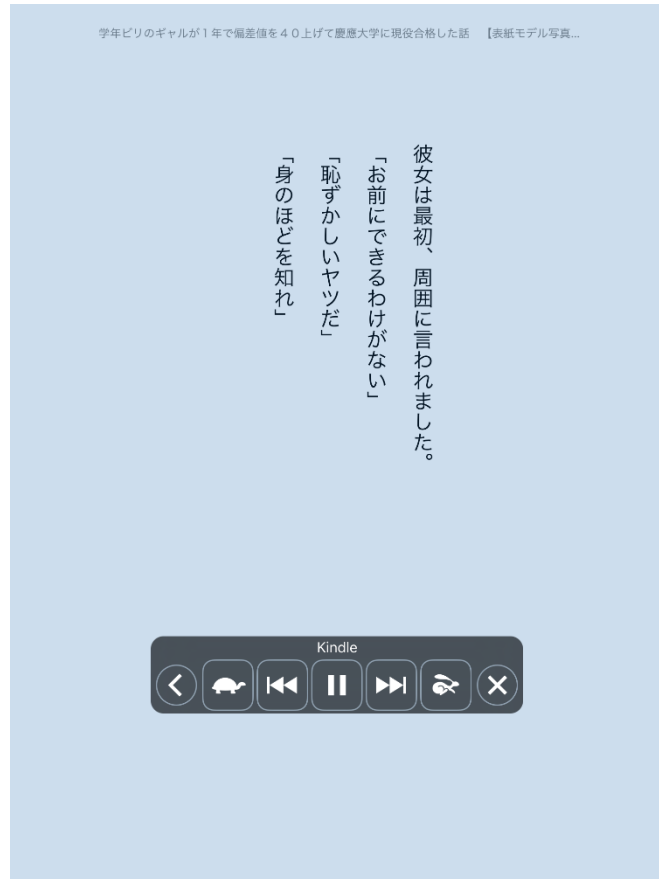 学年ビリのギャルが１年で偏差値を４０上げて慶應大学に現役合格した話　【表紙モデル写真...
彼女は最初、周囲に言われました。
「お前にできるわけがない」
「恥ずかしいヤツだ」
「身のほどを知れ」
Kindle